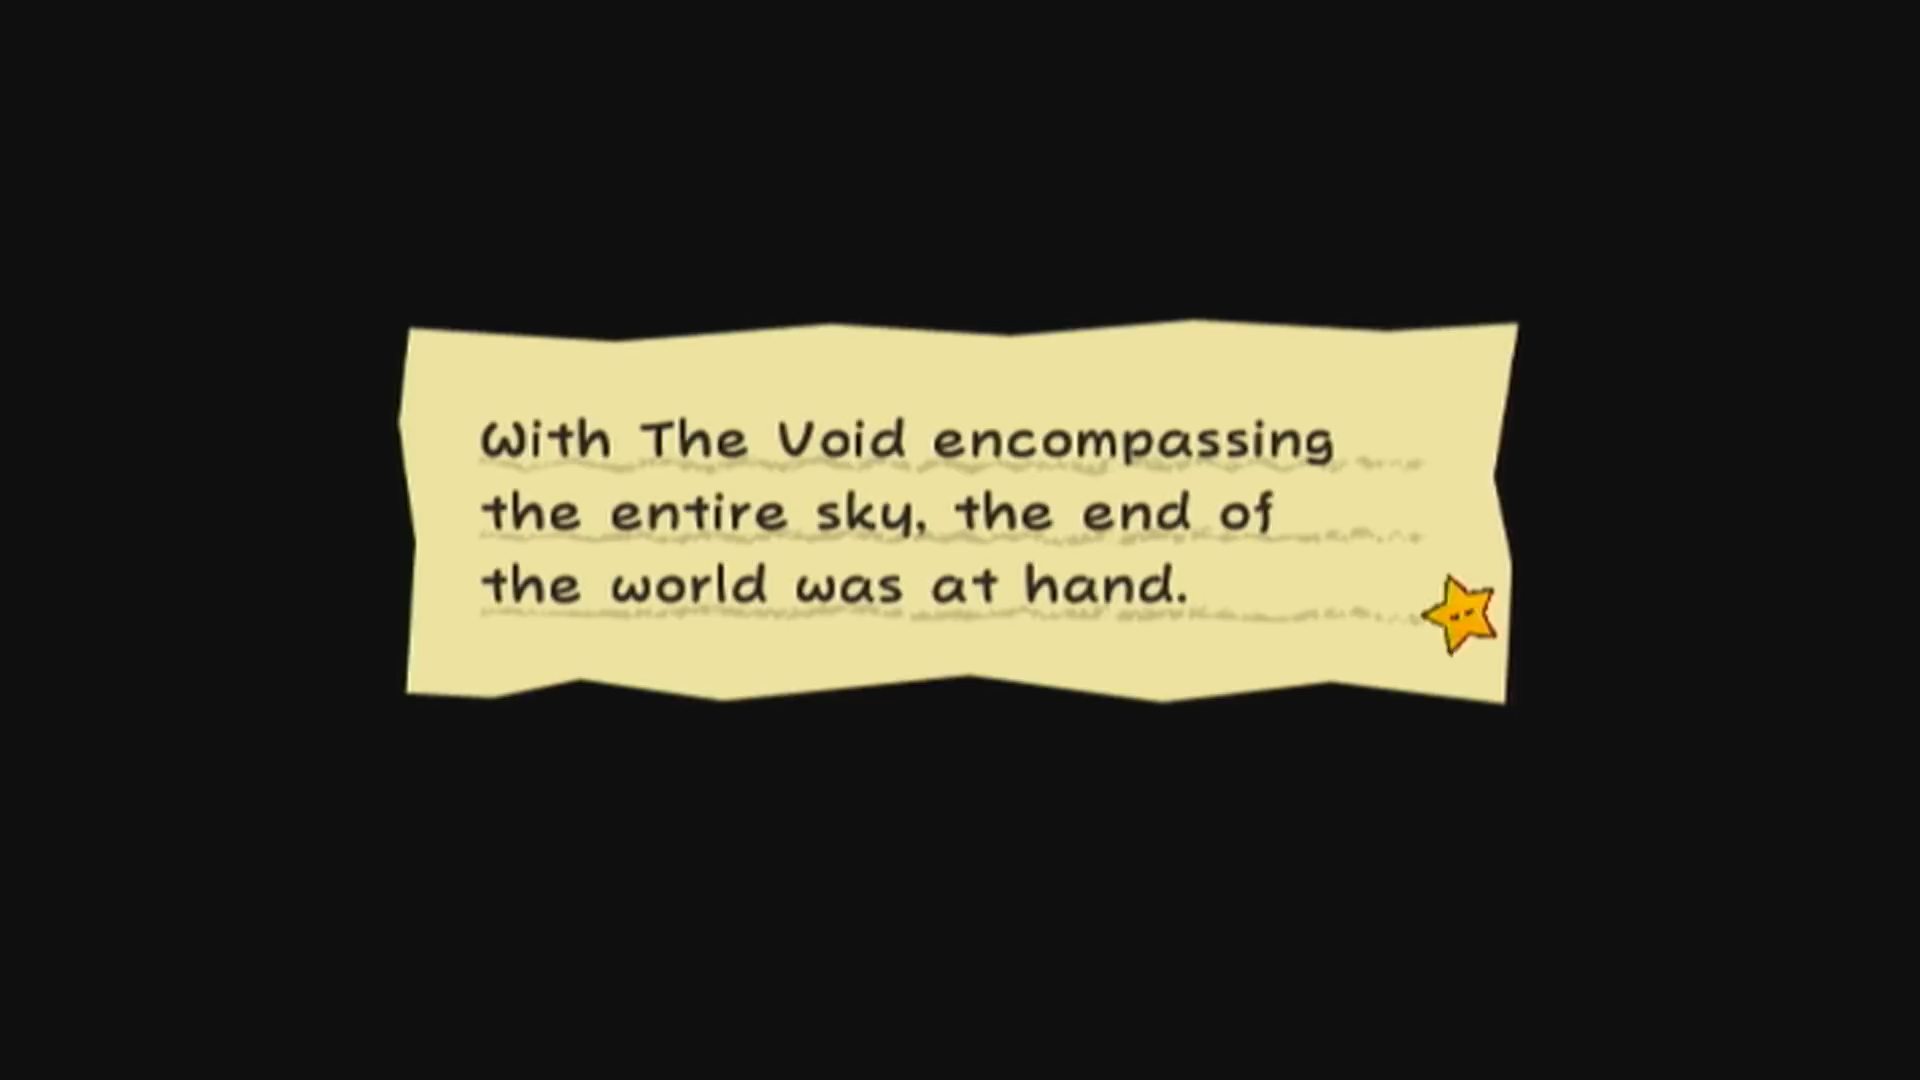 With The Void encompassing
the entire sky, the end of
the world was at hand.